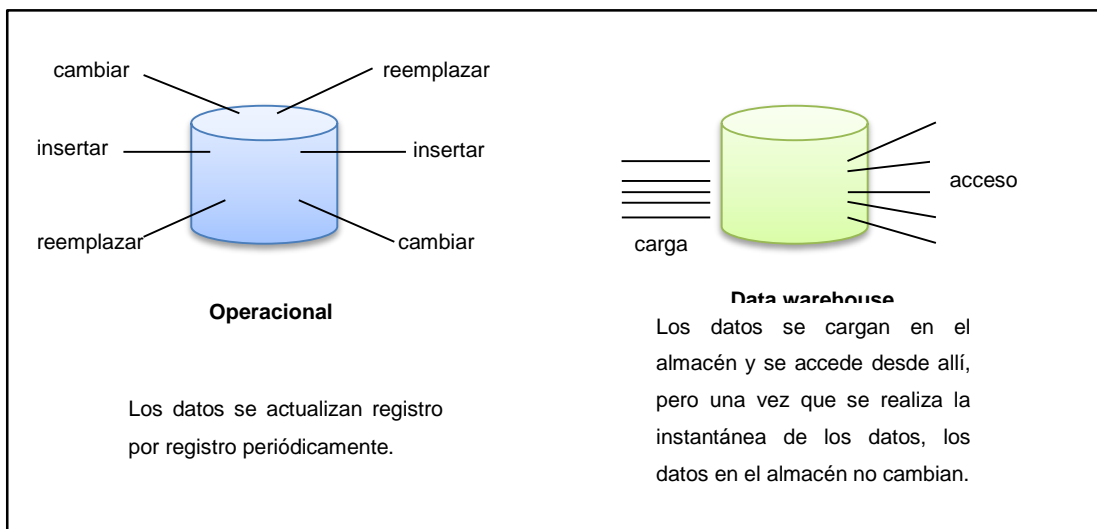 cambiar
reemplazar
insertar
insertar
reemplazar
cambiar
Operacional
Los datos se actualizan registro
por registro periódicamente.
acceso
carga
Data warehouse
Los datos se cargan en el
almacén y se accede desde allí,
pero una vez que se realiza la
instantánea de los datos, los
datos en el almacén no cambian.